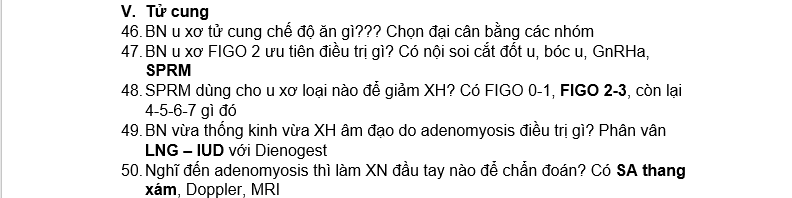 V. Tử cung
46. BN u xơ tử cung chế độ ăn gì??? Chọn đại cân bằng các nhóm
47. BN u xơ FIGO 2 ưu tiên điều trị gì? Có nội soi cắt đốt u, bóc u, GnRHa,
SPRM
48. SPRM dùng cho u xơ loại nào để giảm XH? Có FIGO 0-1, FIGO 2-3, còn lại
4-5-6-7 gì đó
49. BN vừa thống kinh vừa XH âm đạo do adenomyosis điều trị gì? Phân vân
LNG – IUD với Dienogest
50. Nghĩ đến adenomyosis thì làm XN đầu tay nào để chẩn đoán? Có SA thang
xám, Doppler, MRI